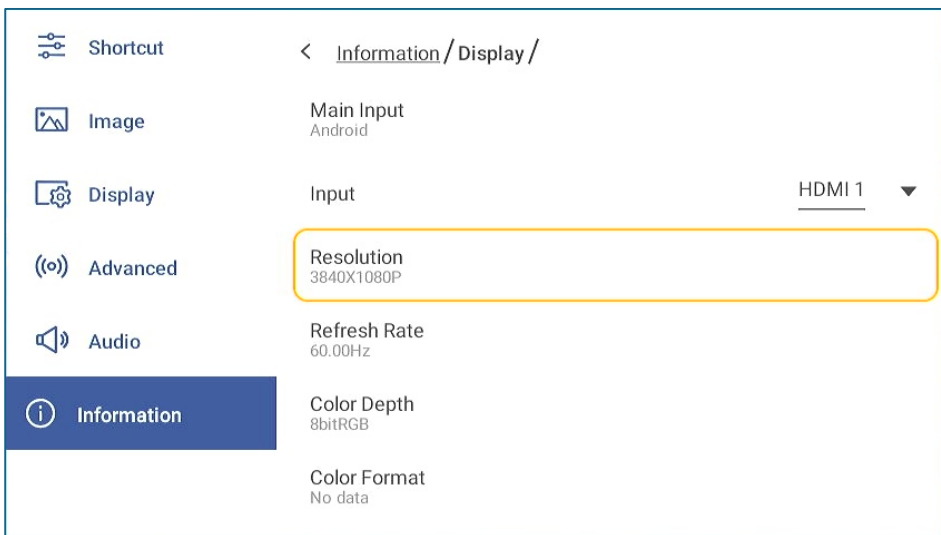 Shortcut
Image
Display
Advanced
Audio
Information
< Information / Display /
Main Input
Android
Input HDMI 1
Resolution
3840X1080P
Refresh Rate
60.00Hz
Color Depth
8bitRGB
Color Format
No data